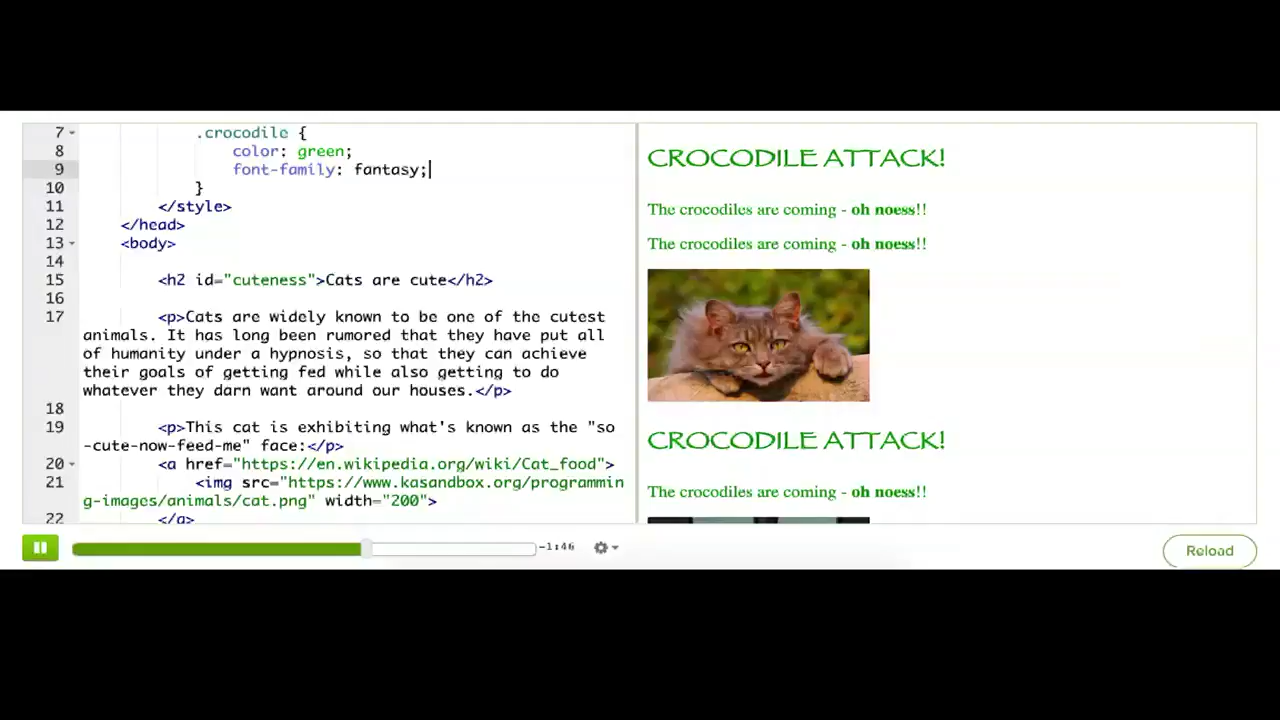 7
.crocodile {
8
color: green;
9
font-family: fantasy;
10
}
11
</style>
12
</head>
13
<body>
14
15
<h2 id="cuteness">Cats are cute</h2>
16
17
<p>Cats are widely known to be one of the cutest
animals. It has long been rumored that they have put all
of humanity under a hypnosis, so that they can achieve
their goals of getting fed while also getting to do
whatever they darn want around our houses.</p>
18
19
<p>This cat is exhibiting what's known as the "so
-cute-now-feed-me" face:</p>
20
<a href="https://en.wikipedia.org/wiki/Cat_food">
21
<img src="https://www.kasandbox.org/programmin
g-images/animals/cat.png" width="200">
22
</a>
CROCODILE ATTACK!
The crocodiles are coming - oh noess!!
The crocodiles are coming - oh noess!!
CROCODILE ATTACK!
The crocodiles are coming - oh noess!!
-1:46
Reload